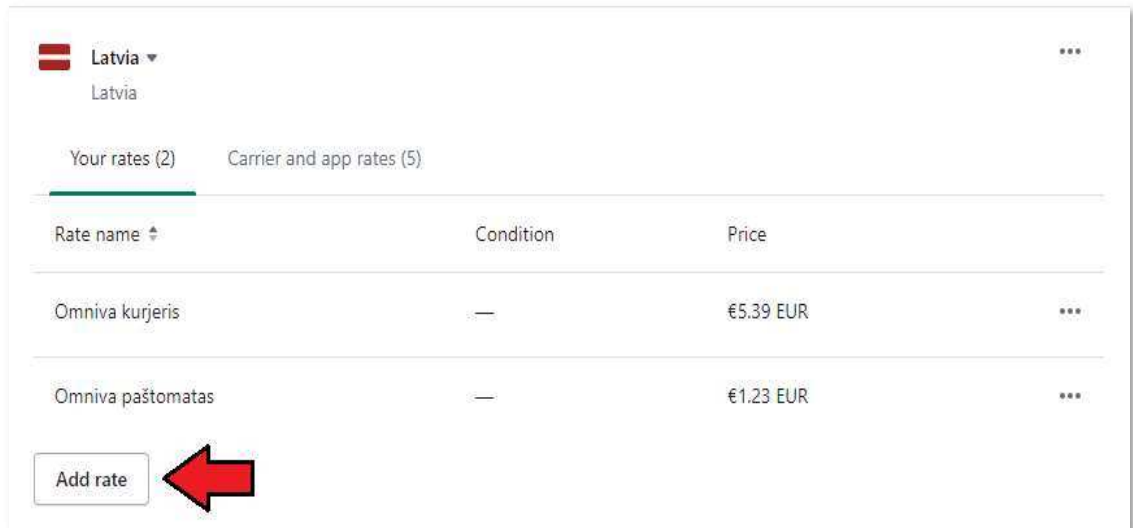 Latvia
Latvia
Your rates (2) Carrier and app rates (5)
Rate name Condition Price
Omniva kurjeris — €5.39 EUR
Omniva paštomatas — €1.23 EUR
Add rate